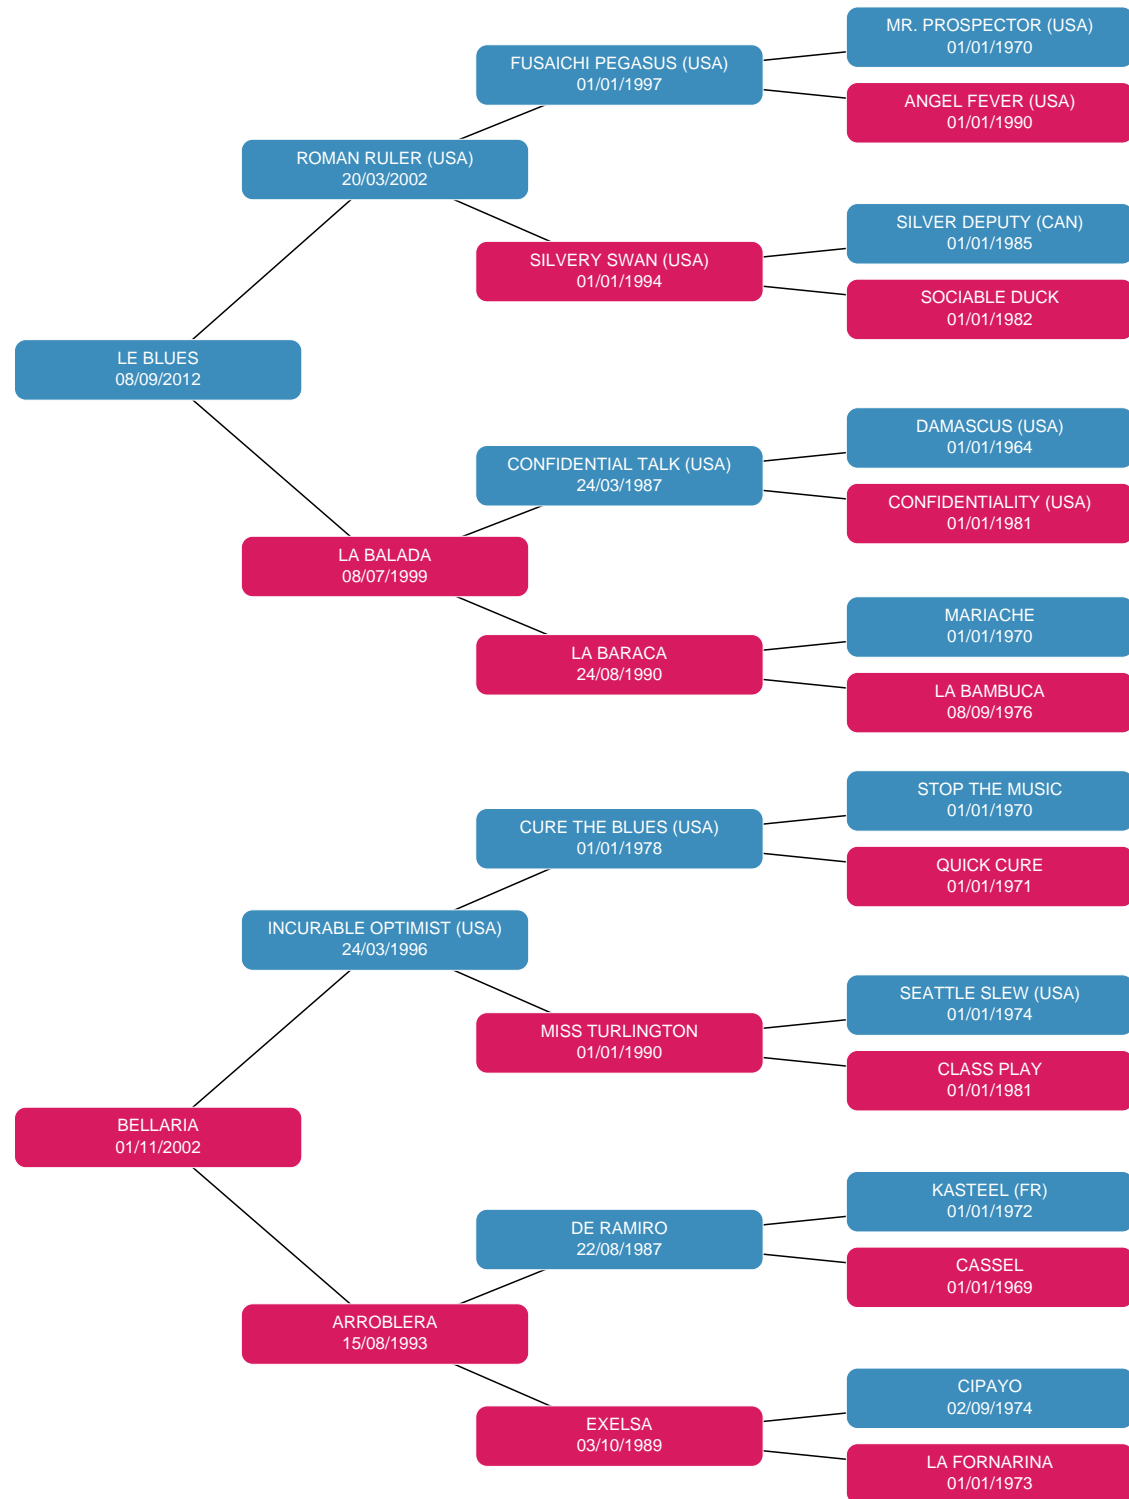 MR. PROSPECTOR (USA)
01/01/1970
FUSAICHI PEGASUS (USA)
01/01/1997
ANGEL FEVER (USA)
01/01/1990
ROMAN RULER (USA)
20/03/2002
SILVER DEPUTY (CAN)
01/01/1985
SILVERY SWAN (USA)
01/01/1994
SOCIABLE DUCK
01/01/1982
LE BLUES
08/09/2012
DAMASCUS (USA)
01/01/1964
CONFIDENTIAL TALK (USA)
24/03/1987
CONFIDENTIALITY (USA)
01/01/1981
LA BALADA
08/07/1999
MARIACHE
01/01/1970
LA BARACA
24/08/1990
LA BAMBUCA
08/09/1976
STOP THE MUSIC
01/01/1970
CURE THE BLUES (USA)
01/01/1978
QUICK CURE
01/01/1971
INCURABLE OPTIMIST (USA)
24/03/1996
SEATTLE SLEW (USA)
01/01/1974
MISS TURLINGTON
01/01/1990
CLASS PLAY
01/01/1981
BELLARIA
01/11/2002
KASTEEL (FR)
01/01/1972
DE RAMIRO
22/08/1987
CASSEL
01/01/1969
ARROBLERA
15/08/1993
CIPAYO
02/09/1974
EXELSA
03/10/1989
LA FORNARINA
01/01/1973